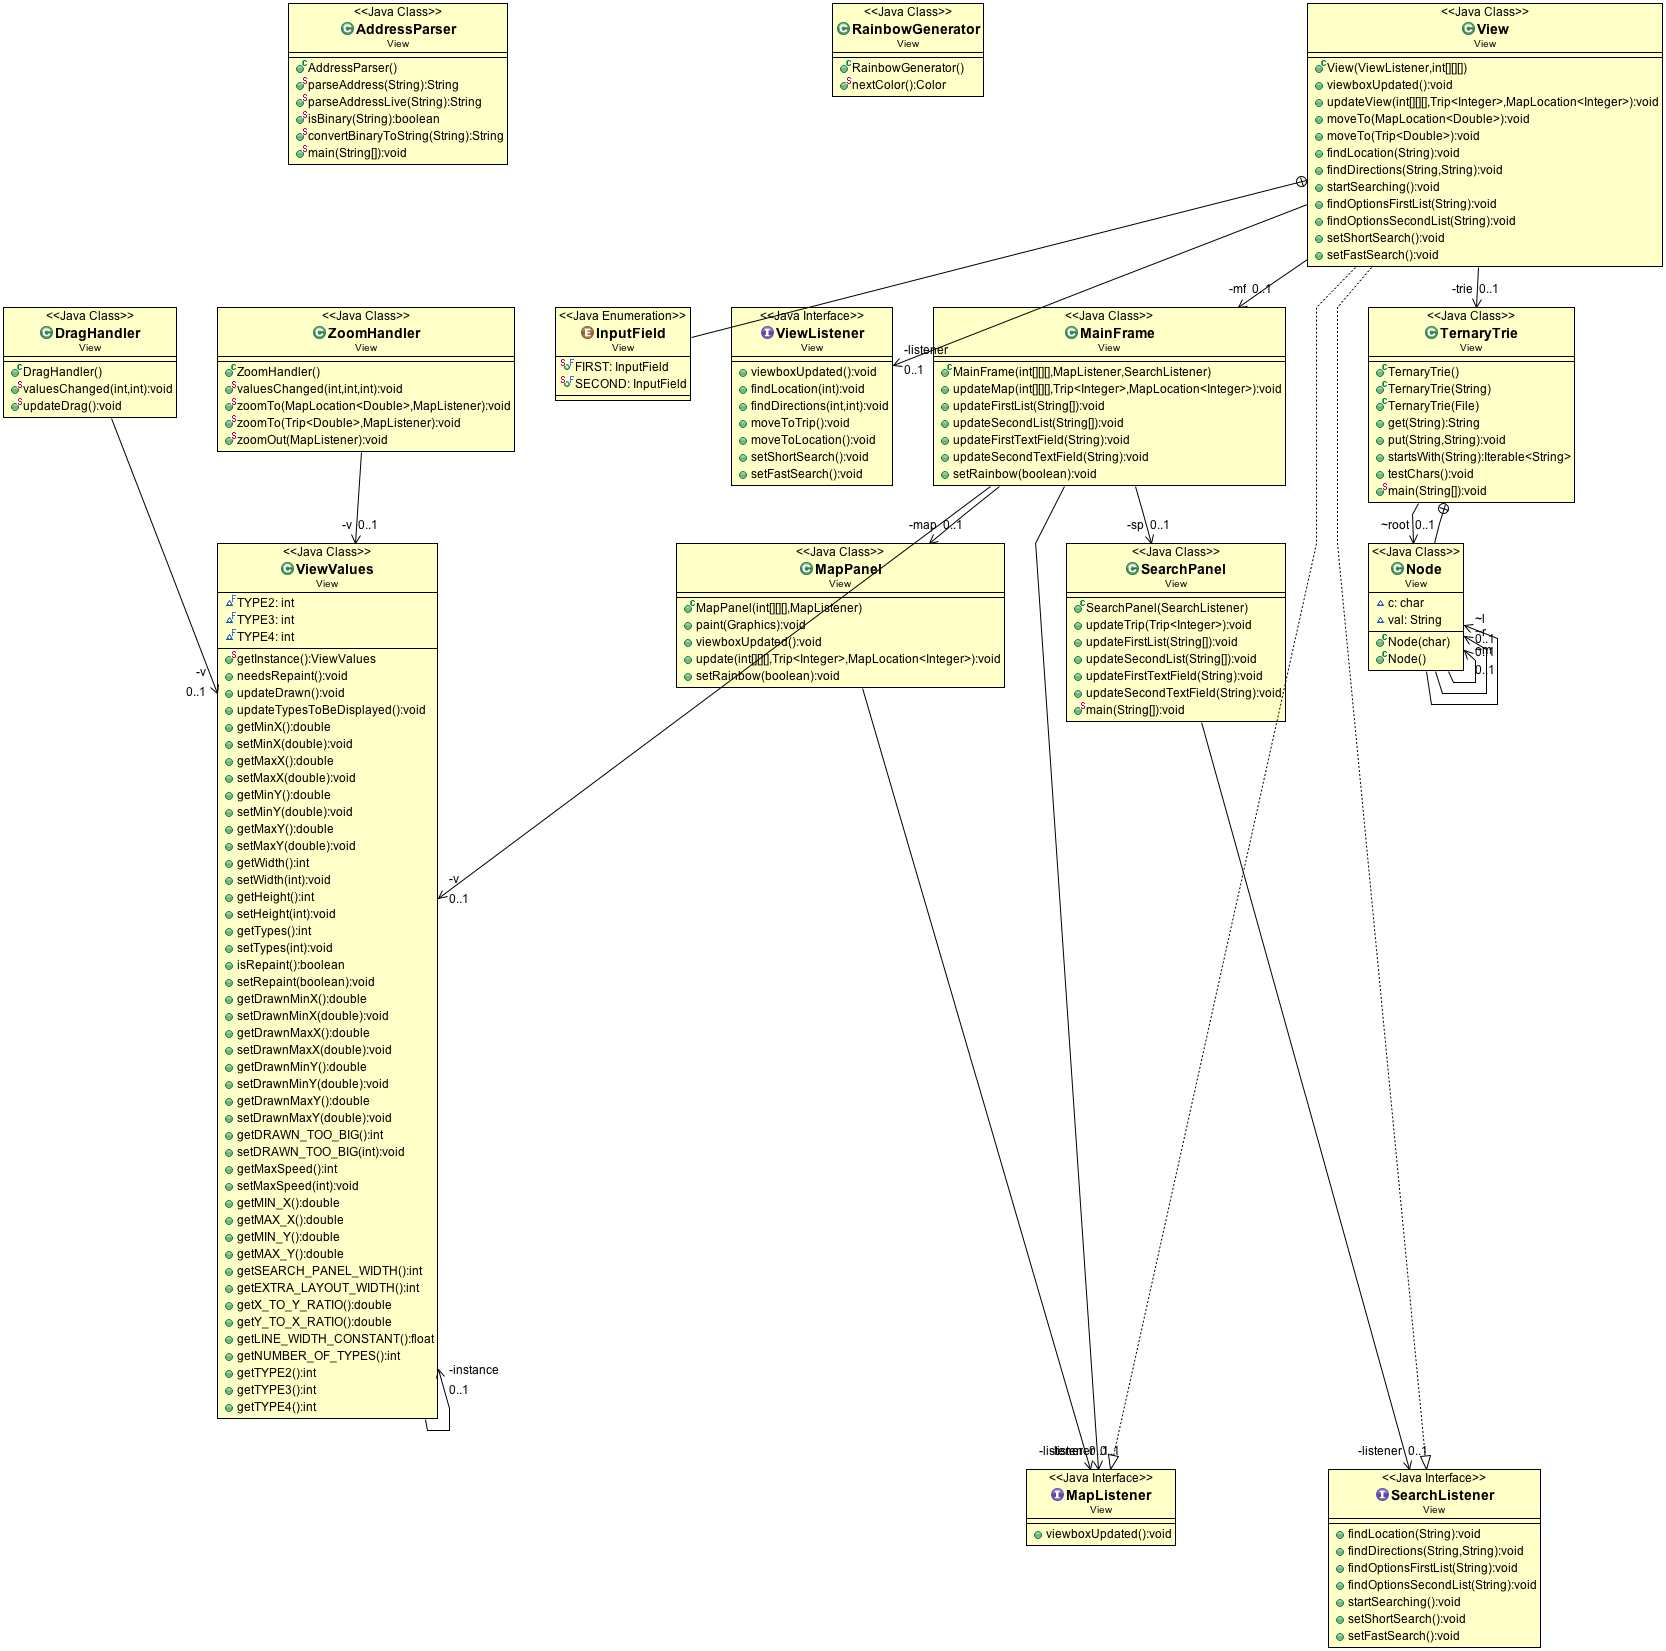 <<Java Class>>
AddressParser
View
AddressParser()
parseAddress(String):String
parseAddressLive(String):String
isBinary(String):boolean
convertBinaryToString(String):String
main(String[]):void
<<Java Class>>
RainbowGenerator
View
RainbowGenerator()
nextColor():Color
<<Java Class>>
View
View
View(ViewListener,int[][][])
viewboxUpdated():void
updateView(int[][][],Trip<Integer>,MapLocation<Integer>):void
moveTo(MapLocation<Double>):void
moveTo(Trip<Double>):void
findLocation(String):void
findDirections(String,String):void
startSearching():void
findOptionsFirstList(String):void
findOptionsSecondList(String):void
setShortSearch():void
setFastSearch():void
-mf 0..1
-trie 0..1
-listener
0..1
<<Java Class>>
DragHandler
View
DragHandler()
valuesChanged(int,int):void
updateDrag():void
<<Java Class>>
ZoomHandler
View
ZoomHandler()
valuesChanged(int,int,int):void
zoomTo(MapLocation<Double>,MapListener):void
zoomTo(Trip<Double>,MapListener):void
zoomOut(MapListener):void
<<Java Enumeration>>
InputField
View
FIRST: InputField
SECOND: InputField
<<Java Interface>>
ViewListener
View
viewboxUpdated():void
findLocation(int):void
findDirections(int,int):void
moveToTrip():void
moveToLocation():void
setShortSearch():void
setFastSearch():void
<<Java Class>>
MainFrame
View
MainFrame(int[][][],MapListener,SearchListener)
updateMap(int[][][],Trip<Integer>,MapLocation<Integer>):void
updateFirstList(String[]):void
updateSecondList(String[]):void
updateFirstTextField(String):void
updateSecondTextField(String):void
setRainbow(boolean):void
<<Java Class>>
TernaryTrie
View
TernaryTrie()
TernaryTrie(String)
TernaryTrie(File)
get(String):String
put(String,String):void
startsWith(String):Iterable<String>
testChars():void
main(String[]):void
-v 0..1
-map 0..1
-sp 0..1
~root 0..1
-v
0..1
<<Java Class>>
ViewValues
View
TYPE2: int
TYPE3: int
TYPE4: int
getInstance():ViewValues
needsRepaint():void
updateDrawn():void
updateTypesToBeDisplayed():void
getMinX():double
setMinX(double):void
getMaxX():double
setMaxX(double):void
getMinY():double
setMinY(double):void
getMaxY():double
setMaxY(double):void
getWidth():int
setWidth(int):void
getHeight():int
setHeight(int):void
getTypes():int
setTypes(int):void
isRepaint():boolean
setRepaint(boolean):void
getDrawnMinX():double
setDrawnMinX(double):void
getDrawnMaxX():double
setDrawnMaxX(double):void
getDrawnMinY():double
setDrawnMinY(double):void
getDrawnMaxY():double
setDrawnMaxY(double):void
getDRAWN_TOO_BIG():int
setDRAWN_TOO_BIG(int):void
getMaxSpeed():int
setMaxSpeed(int):void
getMIN_X():double
getMAX_X():double
getMIN_Y():double
getMAX_Y():double
getSEARCH_PANEL_WIDTH():int
getEXTRA_LAYOUT_WIDTH():int
getX_TO_Y_RATIO():double
getY_TO_X_RATIO():double
getLINE_WIDTH_CONSTANT():float
getNUMBER_OF_TYPES():int
getTYPE2():int
getTYPE3():int
getTYPE4():int
-v
0..1
-instance
0..1
<<Java Class>>
MapPanel
View
MapPanel(int[][][],MapListener)
paint(Graphics):void
viewboxUpdated():void
update(int[][][],Trip<Integer>,MapLocation<Integer>):void
setRainbow(boolean):void
<<Java Class>>
SearchPanel
View
SearchPanel(SearchListener)
updateTrip(Trip<Integer>):void
updateFirstList(String[]):void
updateSecondList(String[]):void
updateFirstTextField(String):void
updateSecondTextField(String):void
main(String[]):void
<<Java Class>>
Node
View
c: char
val: String
Node(char)
Node()
~l
0..1
0..1
-listener 0..1
-listener 0..1
<<Java Interface>>
MapListener
View
viewboxUpdated():void
<<Java Interface>>
SearchListener
View
findLocation(String):void
findDirections(String,String):void
findOptionsFirstList(String):void
findOptionsSecondList(String):void
startSearching():void
setShortSearch():void
setFastSearch():void